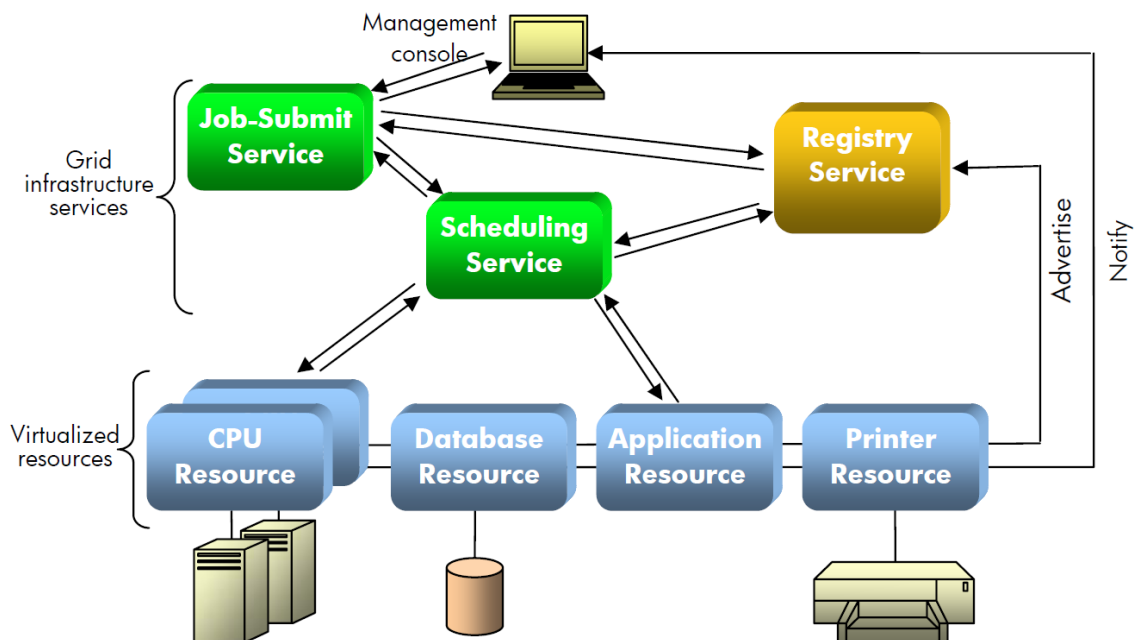 Management
console
Job-Submit
Service
Registry
Service
Grid
infrastructure
services
Scheduling
Service
Advertise
Notify
Virtualized
resources
CPU
Resource
Database
Resource
Application
Resource
Printer
Resource